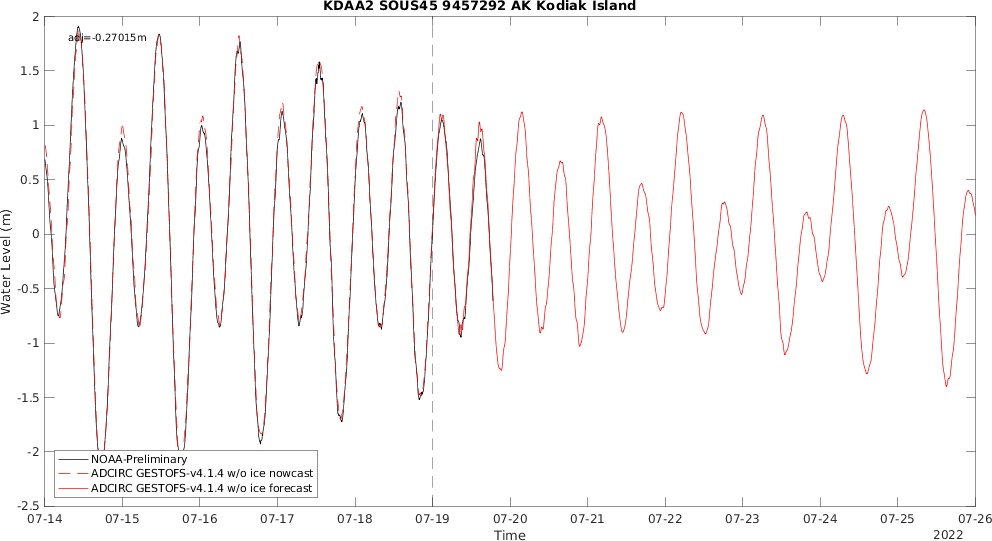 KDAA2 SOUS45 9457292 AK Kodiak Island
adj=-0.27015m
2
1.5
1
0.5
0
-0.5
-1
-1.5
-2
-2.5
Water Level (m)
NOAA-Preliminary
ADCIRC GESTOFS-v4.1.4 w/o ice nowcast
ADCIRC GESTOFS-v4.1.4 w/o ice forecast
07-14 07-15 07-16 07-17 07-18 07-19 07-20 07-21 07-22 07-23 07-24 07-25 07-26
Time
2022